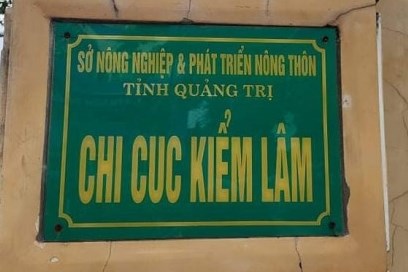 SỞ NÔNG NGHIỆP & PHÁT TRIỂN NÔNG THÔN
TỈNH QUẢNG TRỊ
CHI CỤC KIỂM LÂM